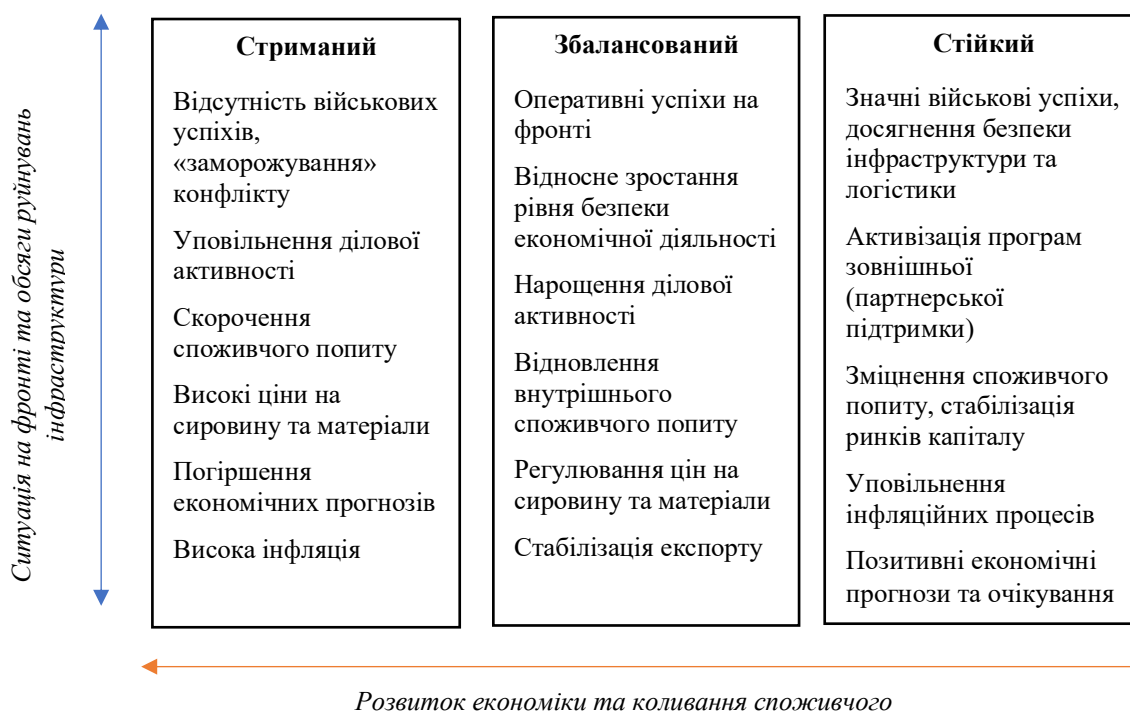 Ситуація на фронті та обсяги руйнувань
інфраструктури
Стриманий
Відсутність військових
успіхів,
«заморожування»
конфлікту
Уповільнення ділової
активності
Скорочення
споживчого попиту
Високі ціни на
сировину та матеріали
Погіршення
економічних прогнозів
Висока інфляція
Збалансований
Оперативні успіхи на
фронті
Відносне зростання
рівня безпеки
економічної діяльності
Нарощення ділової
активності
Відновлення
внутрішнього
споживчого попиту
Регулювання цін на
сировину та матеріали
Стабілізація експорту
Стійкий
Значні військові успіхи,
досягнення безпеки
інфраструктури та
логістики
Активізація програм
зовнішньої
(партнерської
підтримки)
Зміцнення споживчого
попиту, стабілізація
ринків капіталу
Уповільнення
інфляційних процесів
Позитивні економічні
прогнози та очікування
Розвиток економіки та коливання споживчого